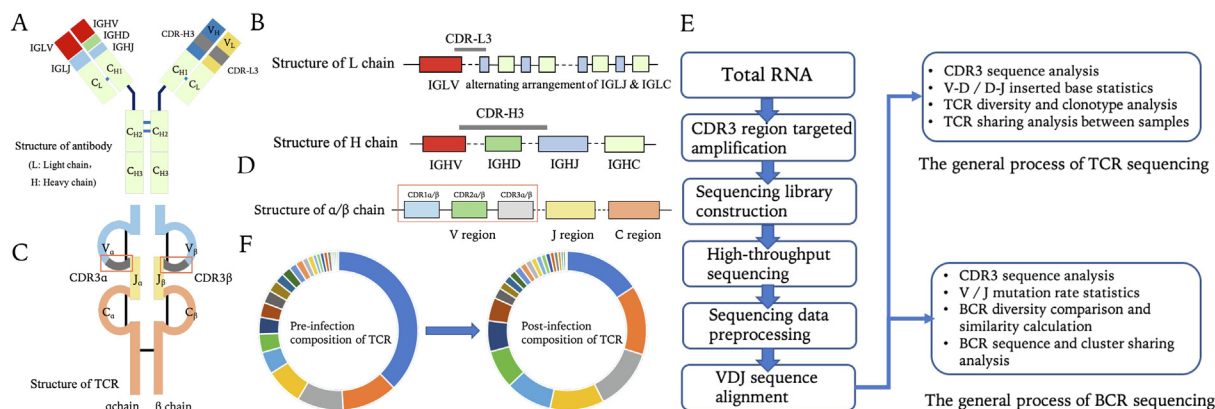 A
IGHV
IGHD
IGHJ
IGLV
IGLJ
CH1
CL
CDR-H3
VH
VL
CH1
CL
CDR-L3
CH2
CH2
CH3
CH3
Structure of antibody
(L: Light chain,
H: Heavy chain)
B
CDR-L3
Structure of L chain
IGLV
alternating arrangement of IGLJ & IGLC
CDR-H3
Structure of H chain
IGHV
IGHD
IGHJ
IGHC
C
Vα
Vβ
CDR3α
Jα
Jβ
CDR3β
Cα
Cβ
Structure of TCR
αchain
β chain
D
CDR1α/β
CDR2α/β
CDR3α/β
Structure of α/β chain
V region
J region
C region
E
Total RNA
CDR3 region targeted
amplification
Sequencing library
construction
High-throughput
sequencing
Sequencing data
preprocessing
VDJ sequence
alignment
• CDR3 sequence analysis
• V-D / D-J inserted base statistics
• TCR diversity and clonotype analysis
• TCR sharing analysis between samples
The general process of TCR sequencing
• CDR3 sequence analysis
• V / J mutation rate statistics
• BCR diversity comparison and
similarity calculation
• BCR sequence and cluster sharing
analysis
The general process of BCR sequencing
F
Pre-infection
composition of TCR
Post-infection
composition of TCR